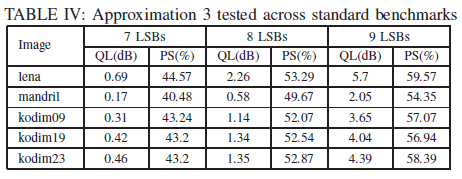 TABLE IV: Approximation 3 tested across standard benchmarks
Image 7 LSBs 8 LSBs 9 LSBs
QL(dB) PS(%) QL(dB) PS(%) QL(dB) PS(%)
lena 0.69 44.57 2.26 53.29 5.7 59.57
mandril 0.17 40.48 0.58 49.67 2.05 54.35
kodim09 0.31 43.24 1.14 52.07 3.65 57.07
kodim19 0.42 43.2 1.34 52.54 4.04 56.94
kodim23 0.46 43.2 1.35 52.87 4.39 58.39